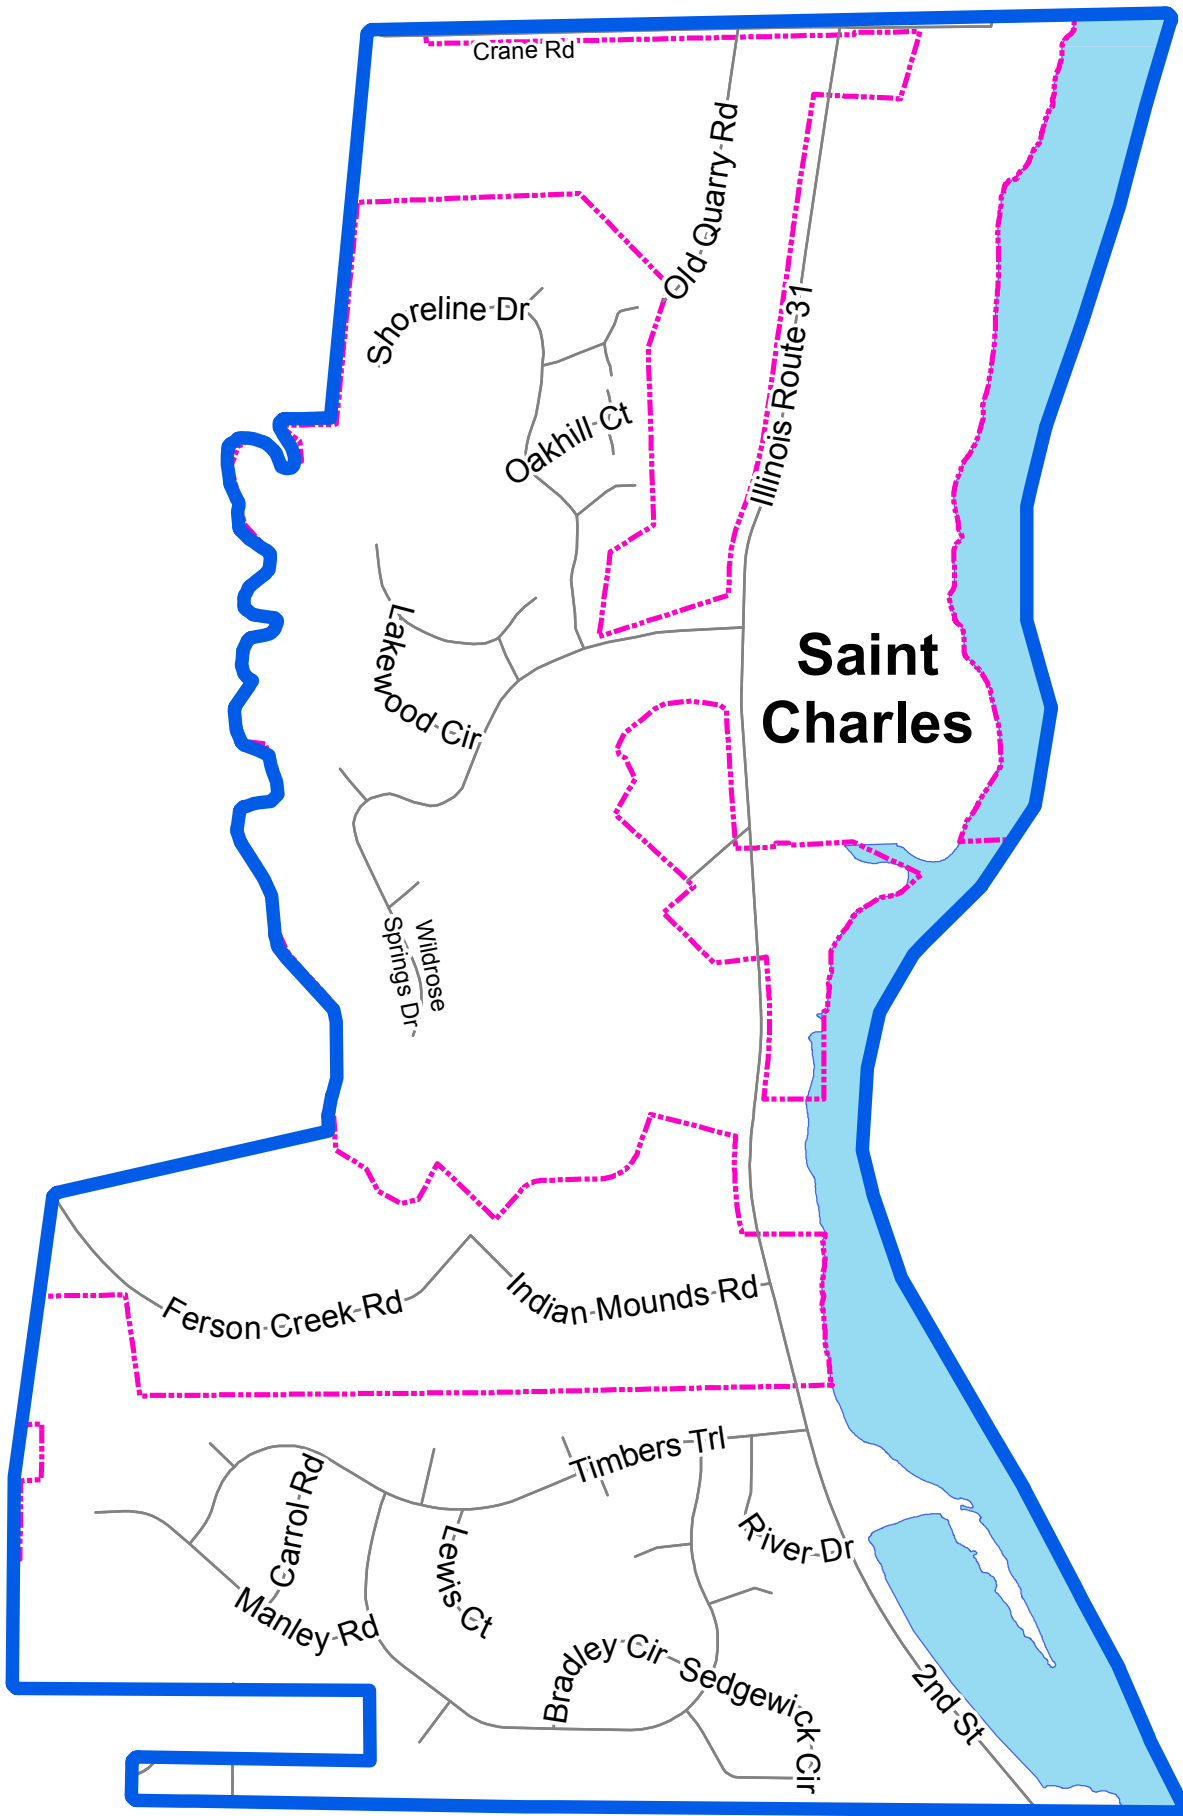 Crane Rd
Old Quarry Rd
Shoreline Dr
Illinois Route 31
Oakhill Ct
Lakewood Cir
Saint
Charles
Wildrose
Springs Dr
Ferson Creek Rd
Indian Mounds Rd
Timbers Trl
Carrol Rd
River Dr
Lewis Ct
Manley Rd
Bradley Cir
Sedgewick Cir
2nd St